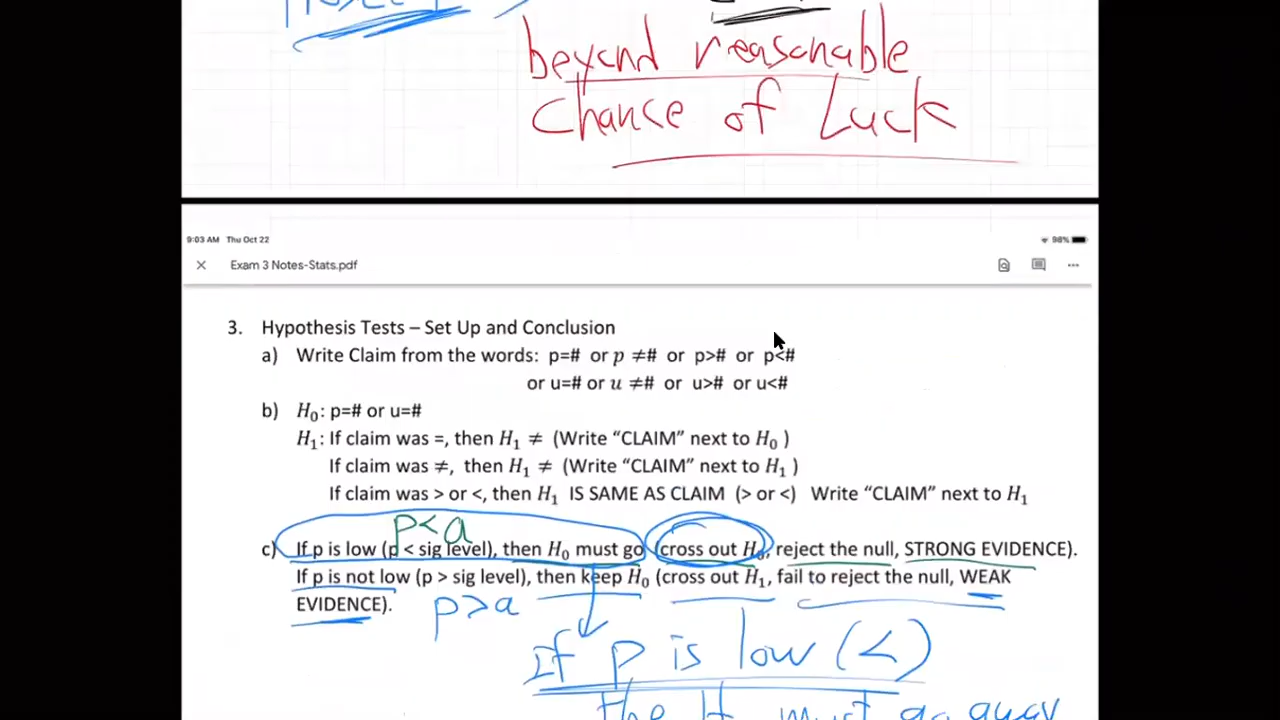 beyond reasonable
chance of Luck
9:03 AM Thu Oct 22
98%
Exam 3 Notes-Stats.pdf
3. Hypothesis Tests – Set Up and Conclusion
a) Write Claim from the words: p=# or p ≠# or p># or p<#
or u=# or u ≠# or u># or u<#
b) H₀: p=# or u=#
H₁: If claim was =, then H₁ ≠ (Write “CLAIM” next to H₀ )
If claim was ≠, then H₁ ≠ (Write “CLAIM” next to H₁ )
If claim was > or <, then H₁ IS SAME AS CLAIM (> or <) Write “CLAIM” next to H₁
p<a
c) If p is low (p < sig level), then H₀ must go (cross out H₀, reject the null, STRONG EVIDENCE).
If p is not low (p > sig level), then keep H₀ (cross out H₁, fail to reject the null, WEAK
EVIDENCE).
p>a
If p is low (<)
the H must go away